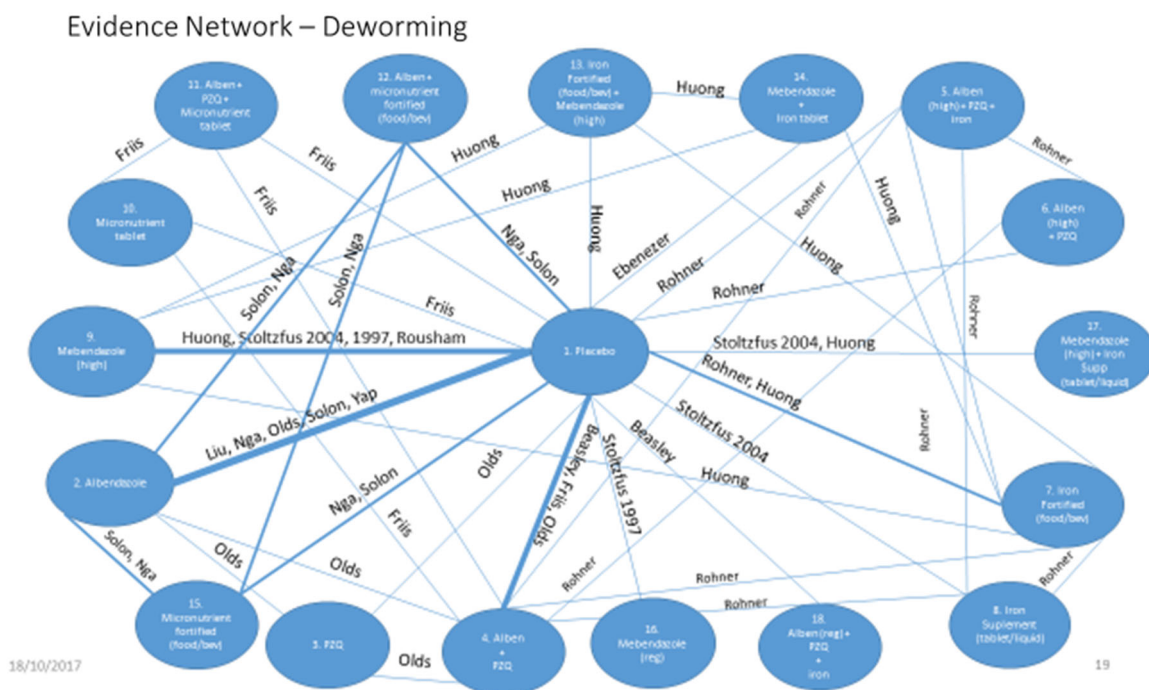 Evidence Network – Deworming
11. Alben+
PZQ+
Micronutrient
tablet
12. Alben+
micronutrient
fortified
(food/bev)
13. Iron
Fortified
(food/bev) +
Mebendazole
(high)
Huong
14.
Mebendazole
+
Iron tablet
5. Alben
(high)+ PZQ +
iron
Friis
Friis
Huong
Huong
Rohner
Friis
Huong
Rohner
10.
Micronutrient
tablet
6. Alben
(high)
+ PZQ
Solon, Nga
Solon, Nga
Nga, Solon
Huong
Ebenezer
Rohner
Huong
Friis
Rohner
Rohner
9.
Mebendazole
(high)
Huong, Stoltzfus 2004, 1997, Rousham
1. Placebo
Stoltzfus 2004, Huong
17.
Mebendazole
(high)+ Iron
Supp
(tablet/liquid)
Rohner, Huong
Liu, Nga, Olds, Solon, Yap
Stoltzfus 2004
Beasley
Rohner
2. Albendazole
Nga, Solon
Olds
Beasley, Friis, Olds
Stoltzfus 1997
Huong
7. Iron
Fortified
(food/bev)
Friis
Solon, Nga
Olds
Olds
Rohner
Rohner
Rohner
Rohner
15.
Micronutrient
fortified
(food/bev)
3. PZQ
Olds
4. Alben
+
PZQ
16.
Mebendazole
(reg)
18.
Alben(reg)+
PZQ
+
iron
8. Iron
Suplement
(tablet/liquid)
18/10/2017
19